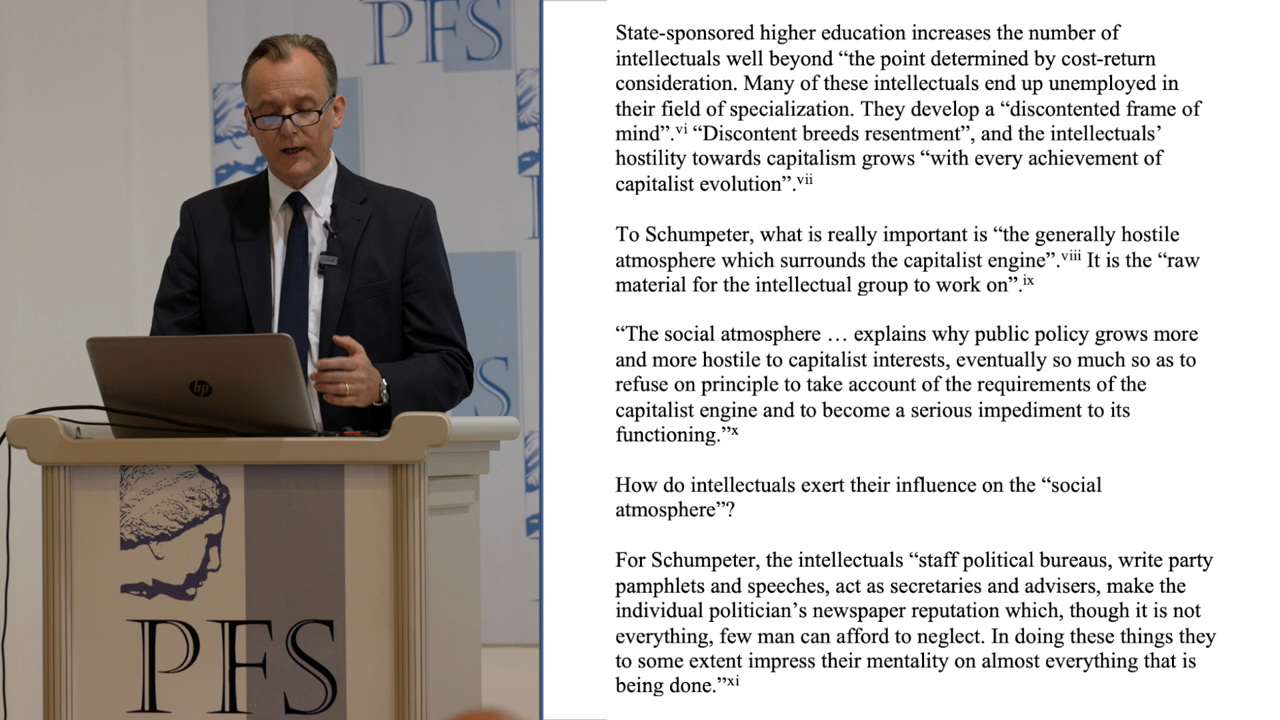 PFS
PFS
S
hp
State-sponsored higher education increases the number of
intellectuals well beyond “the point determined by cost-return
consideration. Many of these intellectuals end up unemployed in
their field of specialization. They develop a “discontented frame of
mind”.vi “Discontent breeds resentment”, and the intellectuals’
hostility towards capitalism grows “with every achievement of
capitalist evolution”.vii
To Schumpeter, what is really important is “the generally hostile
atmosphere which surrounds the capitalist engine”.viii It is the “raw
material for the intellectual group to work on”.ix
“The social atmosphere … explains why public policy grows more
and more hostile to capitalist interests, eventually so much so as to
refuse on principle to take account of the requirements of the
capitalist engine and to become a serious impediment to its
functioning.”x
How do intellectuals exert their influence on the “social
atmosphere”?
For Schumpeter, the intellectuals “staff political bureaus, write party
pamphlets and speeches, act as secretaries and advisers, make the
individual politician’s newspaper reputation which, though it is not
everything, few man can afford to neglect. In doing these things they
to some extent impress their mentality on almost everything that is
being done.”xi